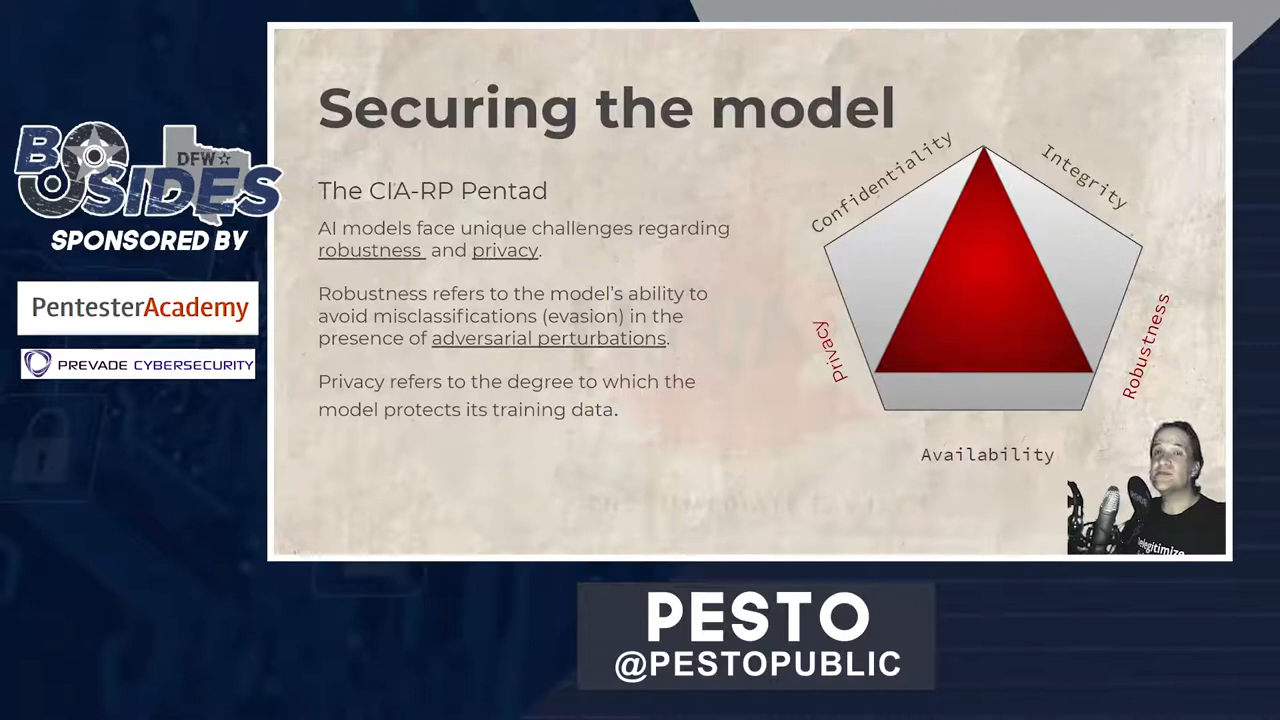 Securing the model
The CIA-RP Pentad
AI models face unique challenges regarding
robustness and privacy.
Robustness refers to the model's ability to
avoid misclassifications (evasion) in the
presence of adversarial perturbations.
Privacy refers to the degree to which the
model protects its training data.
Confidentiality
Integrity
Privacy
Robustness
Availability
BSIDES
DFW
SPONSORED BY
PentesterAcademy
PREVADE CYBERSECURITY
PESTO
@PESTOPUBLIC